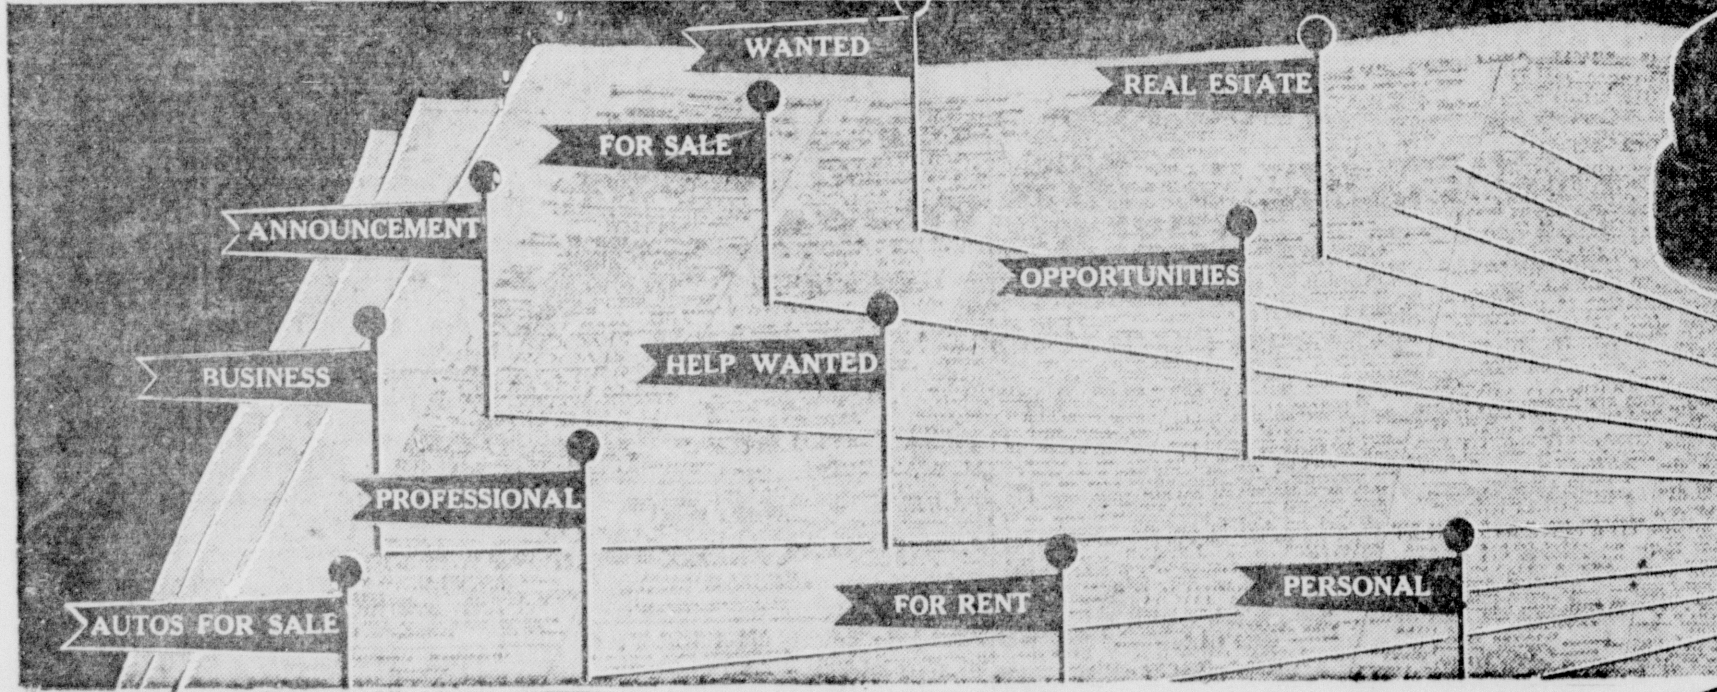 WANTED
REAL ESTATE
FOR SALE
ANNOUNCEMENT
OPPORTUNITIES
HELP WANTED
BUSINESS
PROFESSIONAL
FOR RENT
PERSONAL
AUTOS FOR SALE